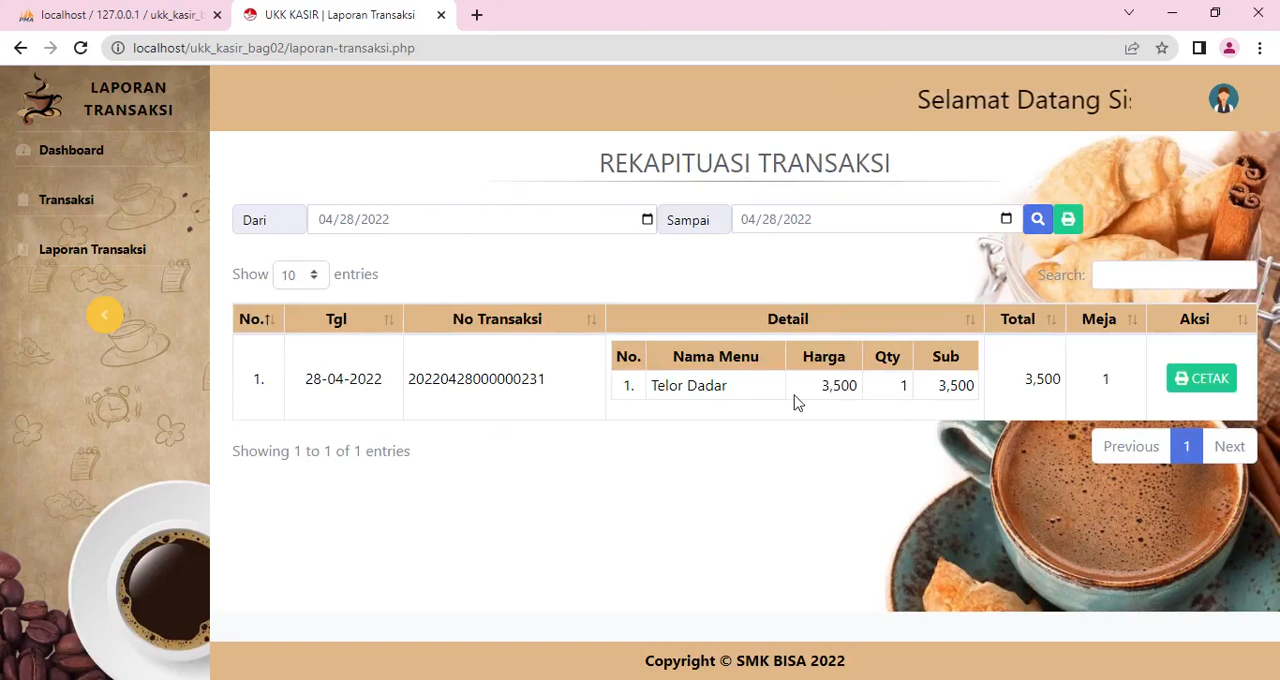 localhost / 127.0.0.1 / ukk_kasir_b
UKK KASIR | Laporan Transaksi
localhost/ukk_kasir_bag02/laporan-transaksi.php
LAPORAN
TRANSAKSI
Dashboard
Transaksi
Laporan Transaksi
Selamat Datang Sis
REKAPITUASI TRANSAKSI
Dari 04/28/2022 Sampai 04/28/2022
Show 10 entries Search:
No. Tgl No Transaksi Detail Total Meja Aksi
No. Nama Menu Harga Qty Sub
1. 28-04-2022 20220428000000231 1. Telor Dadar 3,500 1 3,500 3,500 1 CETAK
Showing 1 to 1 of 1 entries Previous 1 Next
Copyright © SMK BISA 2022